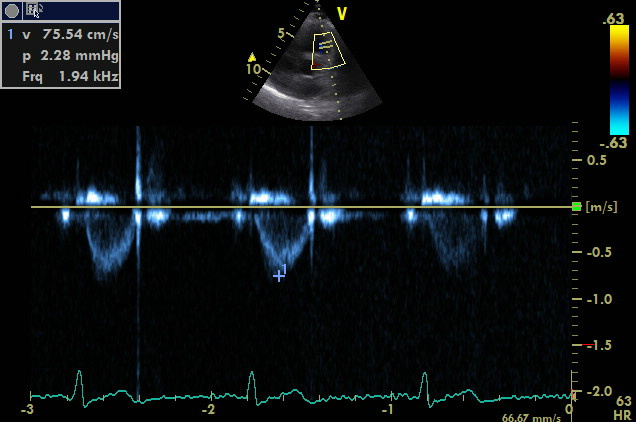 1 v 75.54 cm/s
p 2.28 mmHg
Frq 1.94 kHz
V
5
10
.63
-.63
0.5
[m/s]
-0.5
1
-1.0
-1.5
-2.0
-3
-2
-1
0
66.67 mm/s
63
HR